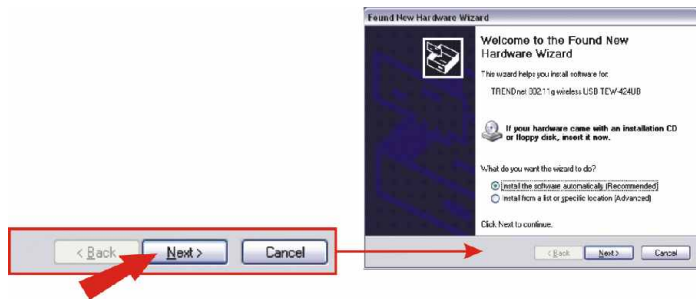 Found New Hardware Wizard
Welcome to the Found New
Hardware Wizard
This wizard helps you install software for:
TRENDnet 802.11g wireless USB TEW-424UB
If your hardware came with an installation CD
or floppy disk, insert it now.
What do you want the wizard to do?
Install the software automatically (Recommended)
Install from a list or specific location (Advanced)
Click Next to continue.
< Back Next > Cancel
< Back Next > Cancel